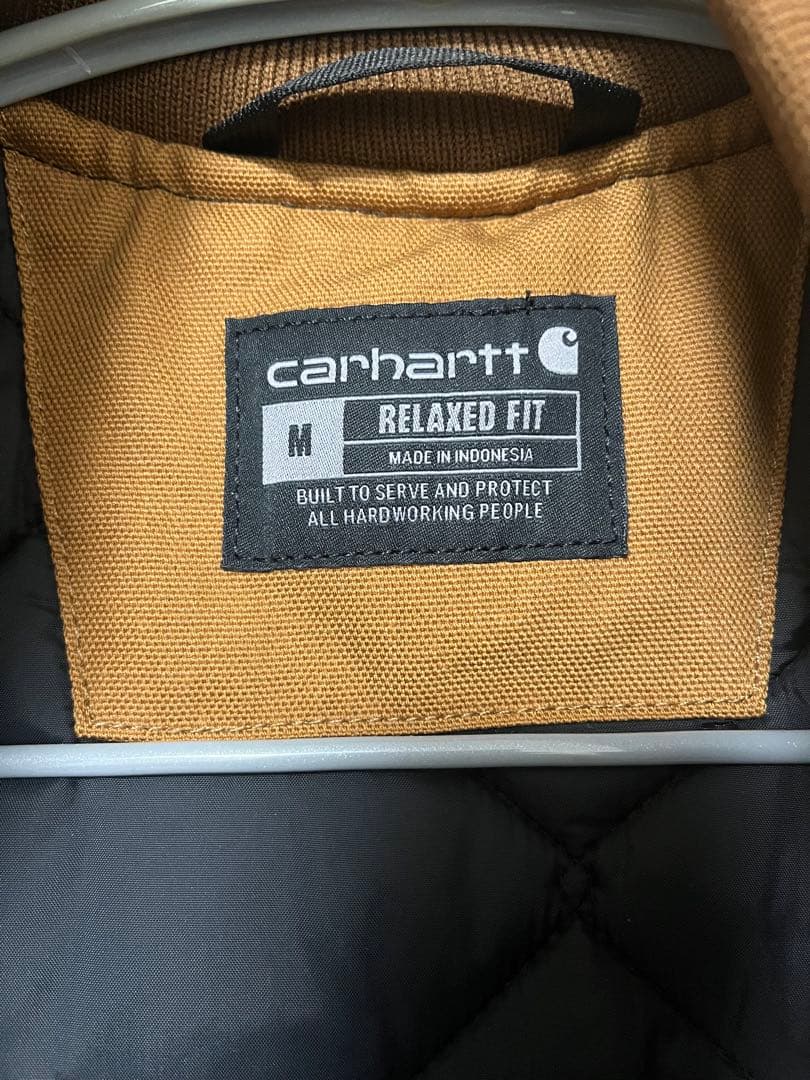 carhartt
M
RELAXED FIT
MADE IN INDONESIA
BUILT TO SERVE AND PROTECT
ALL HARDWORKING PEOPLE